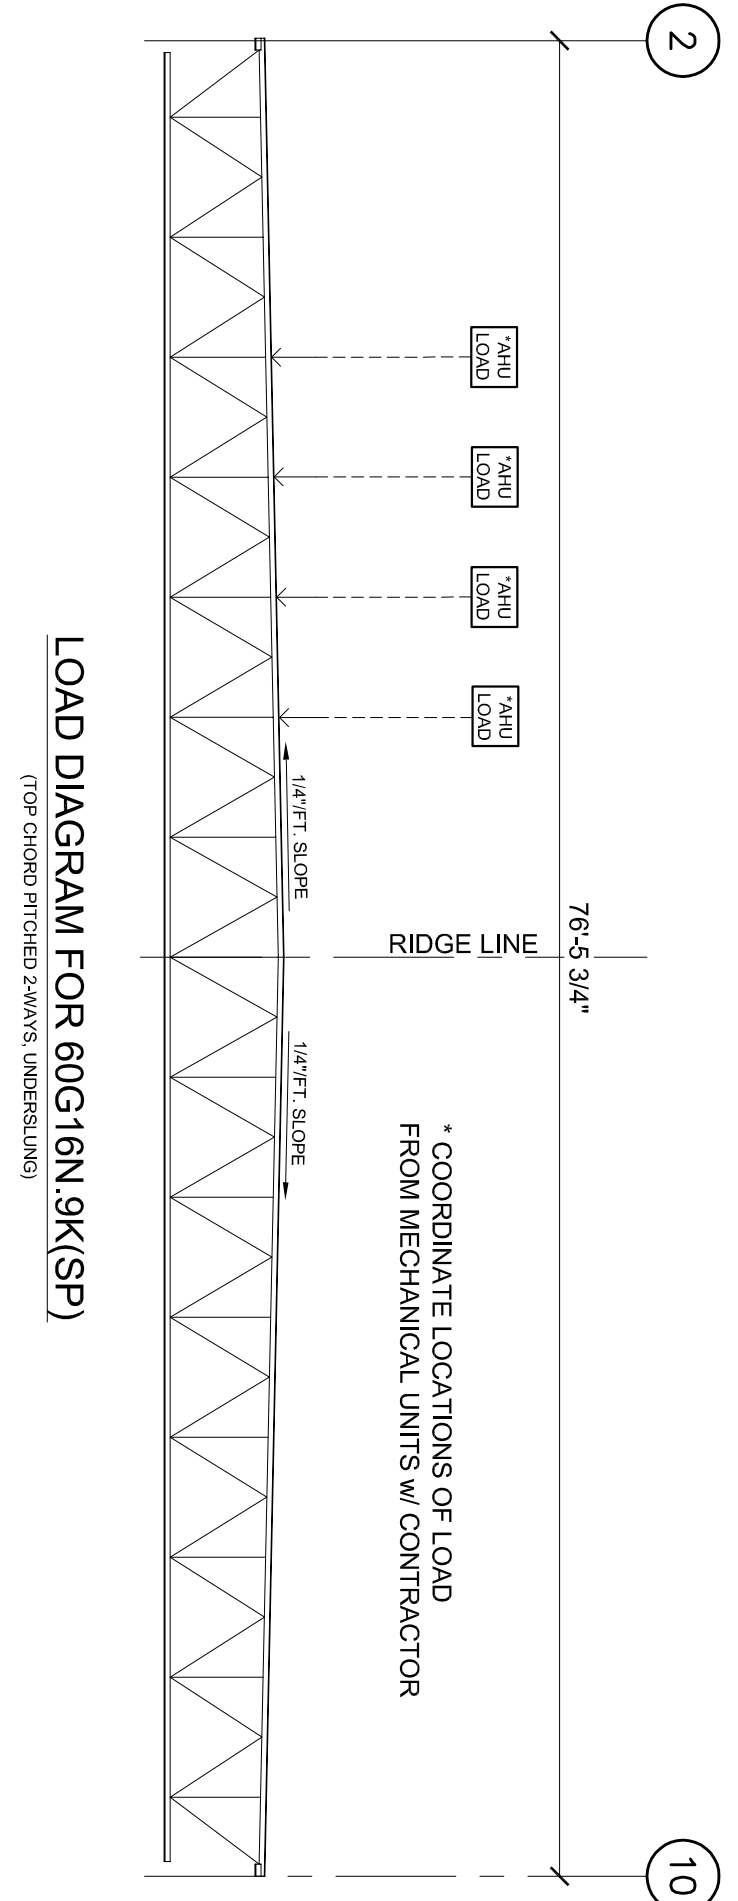 2
10
76'-5 3/4"
*AHU
LOAD
*AHU
LOAD
*AHU
LOAD
*AHU
LOAD
RIDGE LINE
* COORDINATE LOCATIONS OF LOAD
FROM MECHANICAL UNITS w/ CONTRACTOR
1/4"/FT. SLOPE
1/4"/FT. SLOPE
LOAD DIAGRAM FOR 60G16N.9K(SP)
(TOP CHORD PITCHED 2-WAYS, UNDERSLUNG)